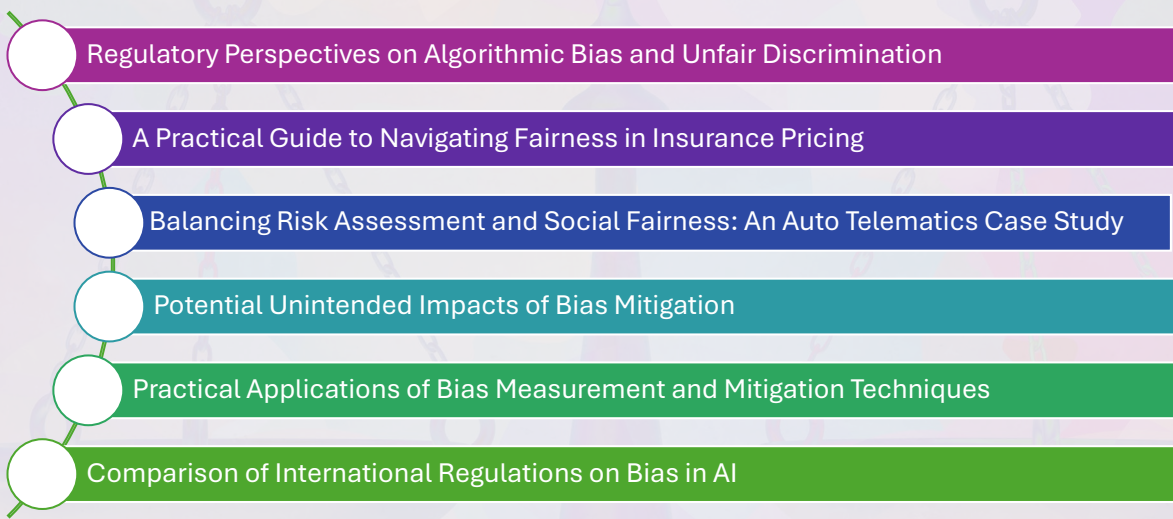 Regulatory Perspectives on Algorithmic Bias and Unfair Discrimination
A Practical Guide to Navigating Fairness in Insurance Pricing
Balancing Risk Assessment and Social Fairness: An Auto Telematics Case Study
Potential Unintended Impacts of Bias Mitigation
Practical Applications of Bias Measurement and Mitigation Techniques
Comparison of International Regulations on Bias in AI